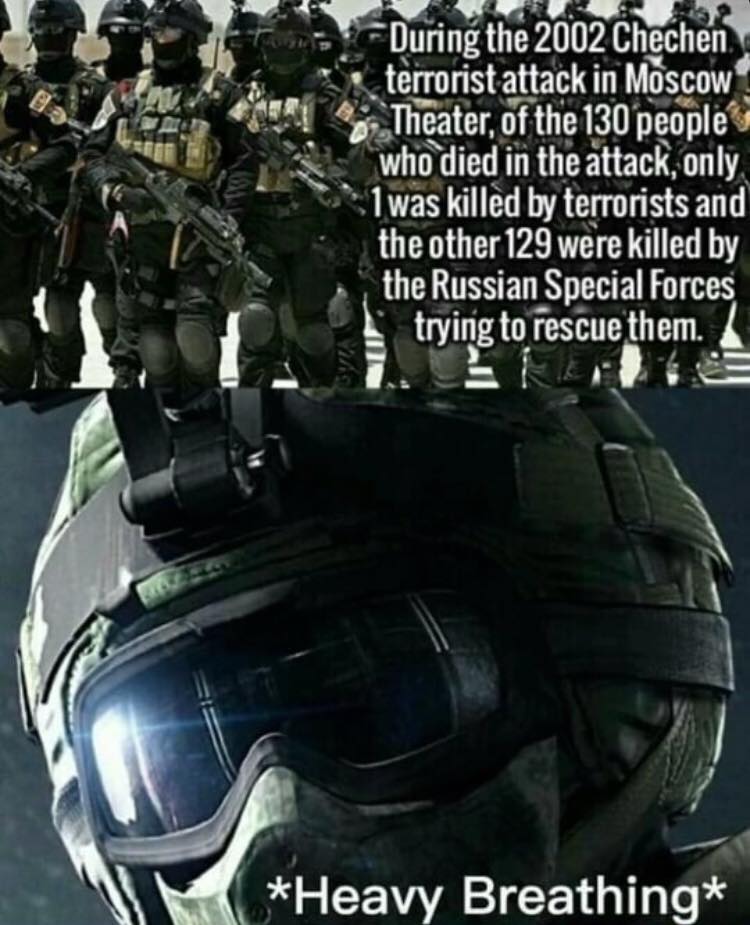 During the 2002 Chechen
terrorist attack in Moscow
Theater, of the 130 people
who died in the attack, only
1 was killed by terrorists and
the other 129 were killed by
the Russian Special Forces
trying to rescue them.
*Heavy Breathing*